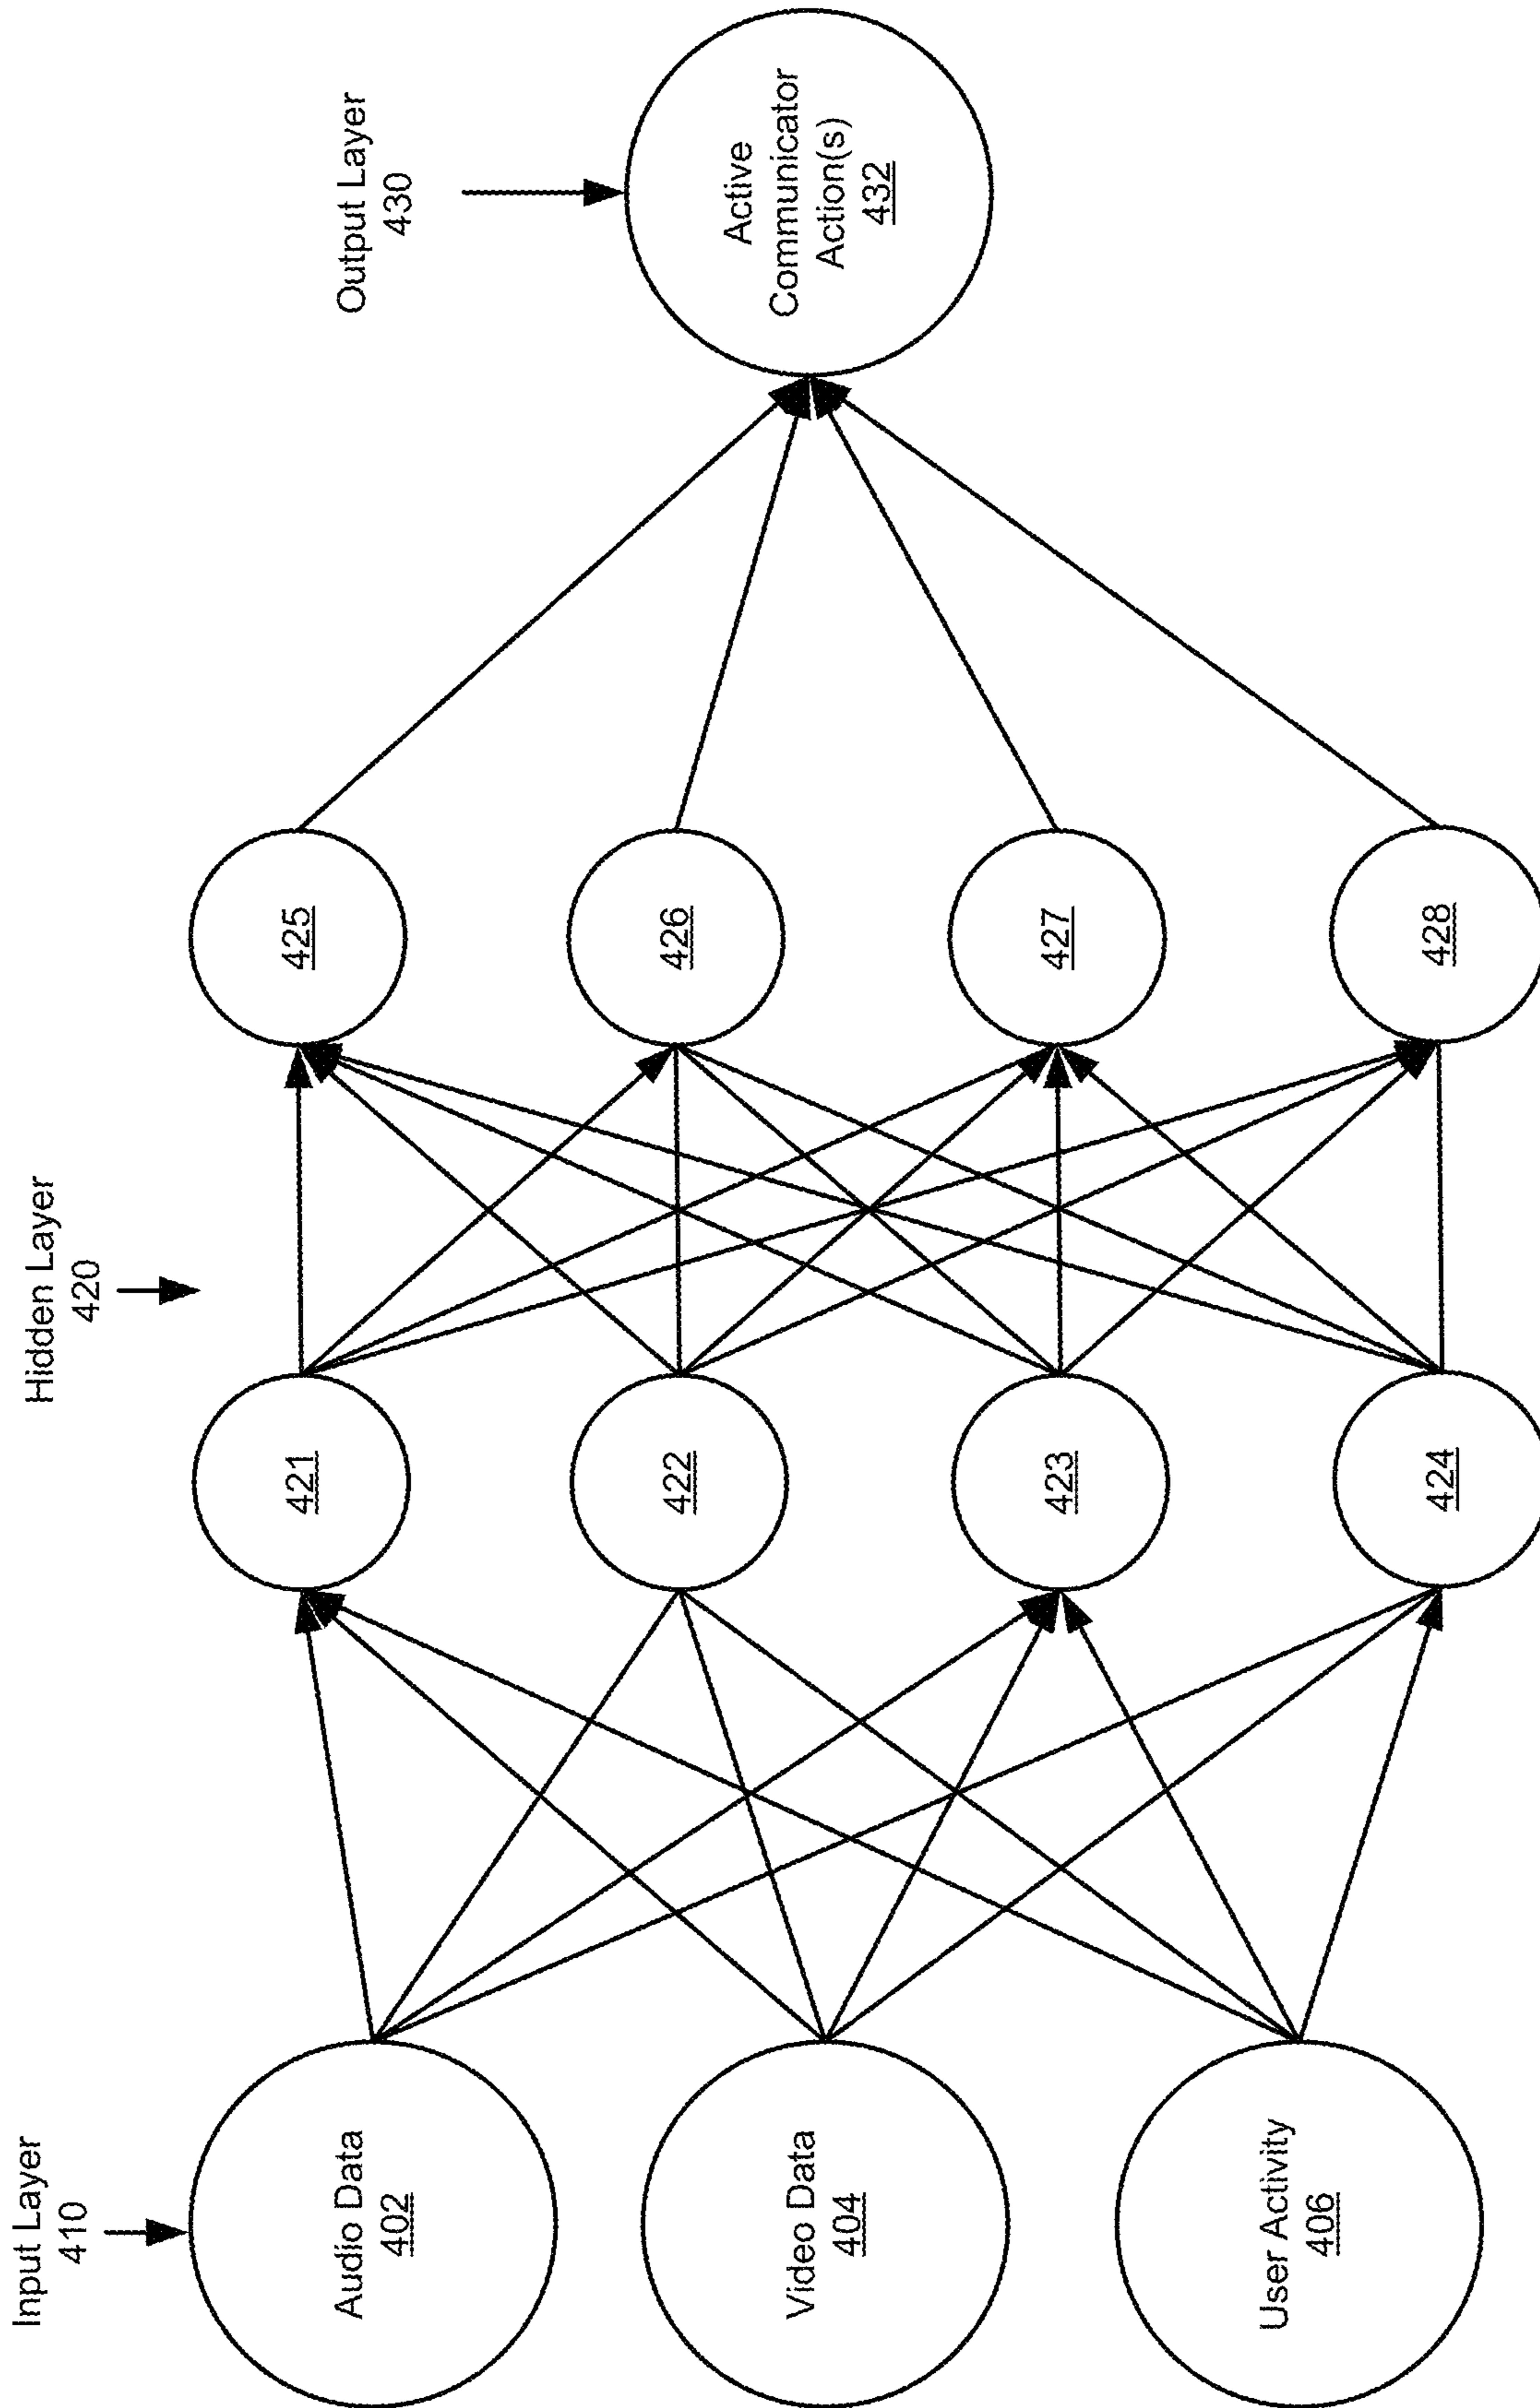 Input Layer
410
Hidden Layer
420
Output Layer
430
Audio Data
402
Video Data
404
User Activity
406
421
422
423
424
425
426
427
428
Active
Communicator
Action(s)
432